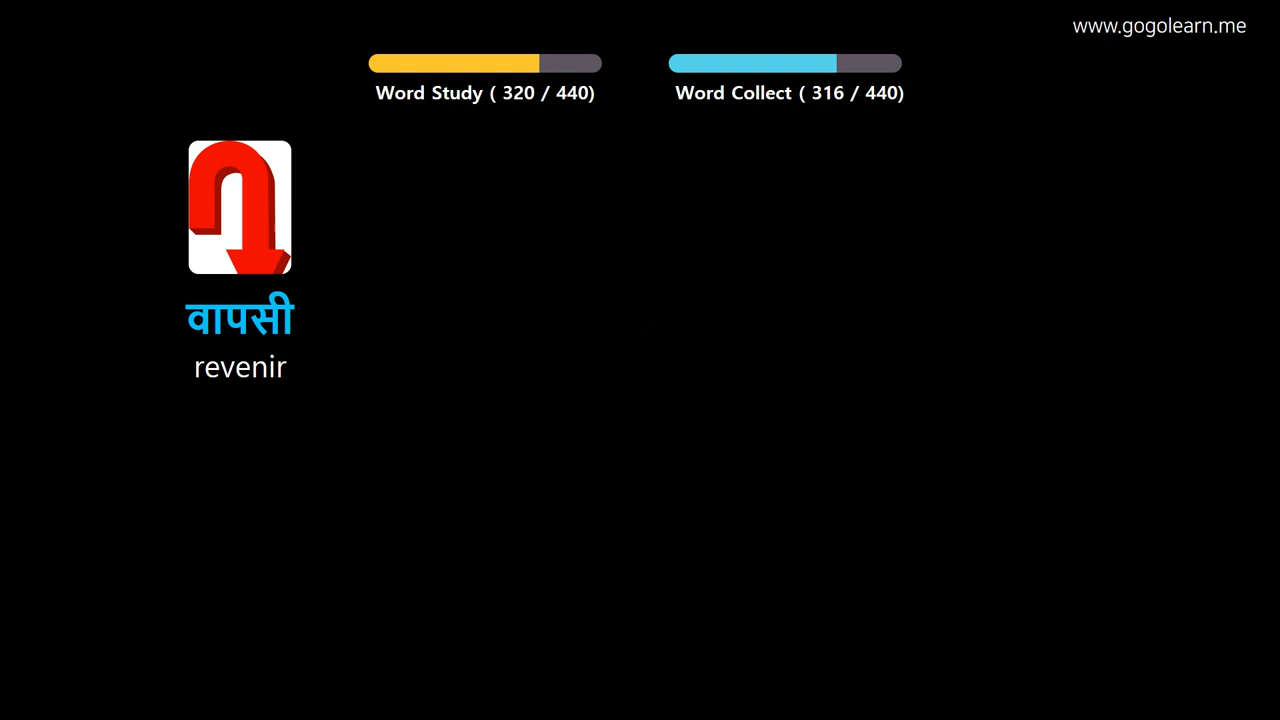 www.gogolearn.me
Word Study ( 320 / 440)
Word Collect ( 316 / 440)
वापसी
revenir